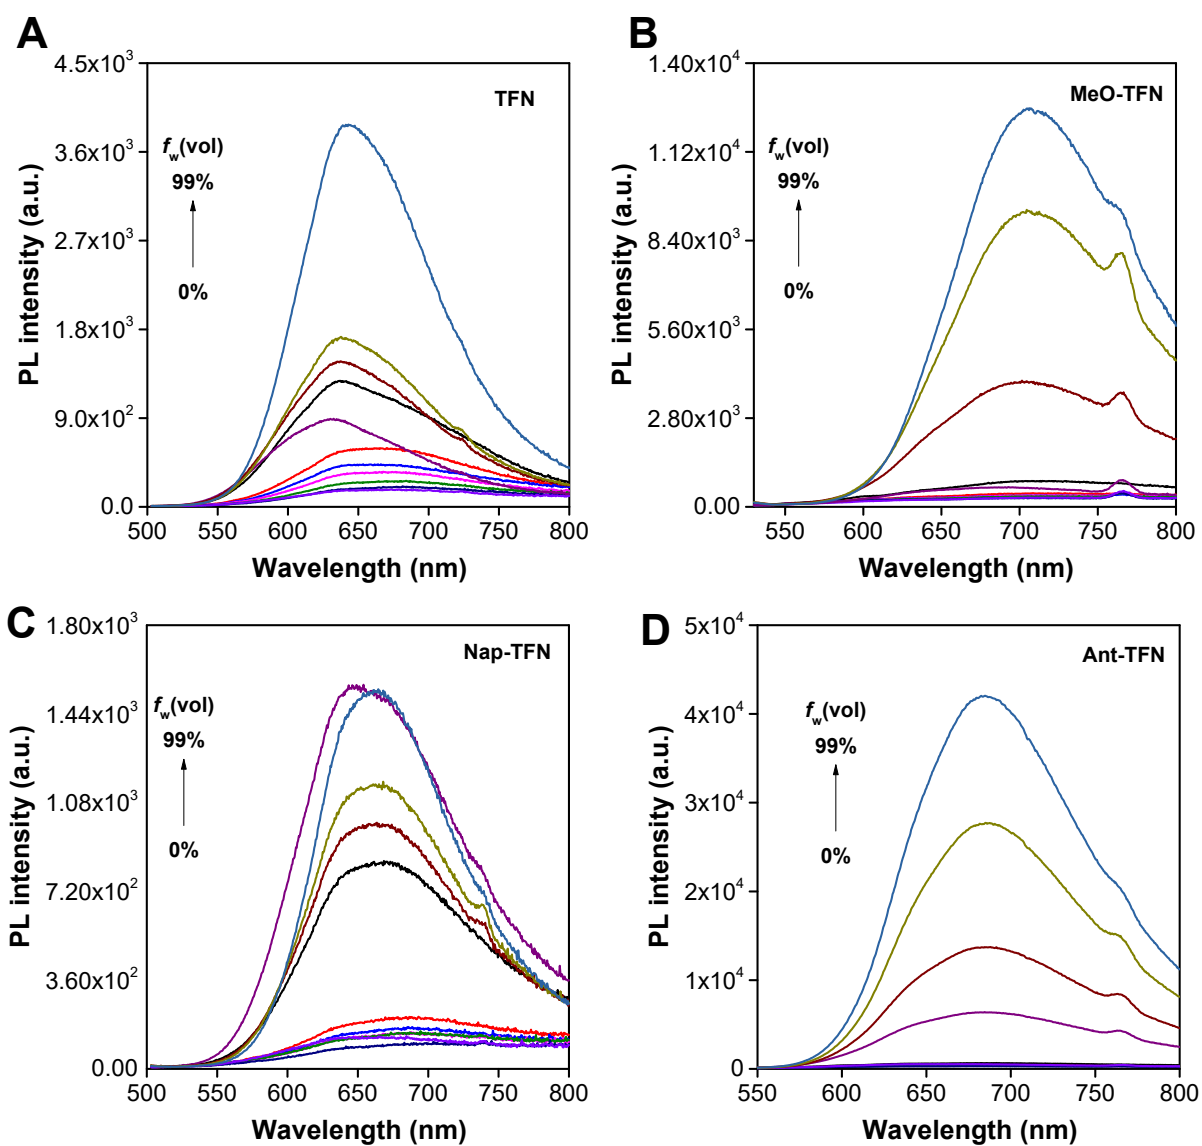 A
4.5x10³
TFN
f_w(vol)
99%
0%
3.6x10³
2.7x10³
1.8x10³
9.0x10²
0.0
PL intensity (a.u.)
500 550 600 650 700 750 800
Wavelength (nm)
B
1.40x10⁴
MeO-TFN
f_w(vol)
99%
0%
1.12x10⁴
8.40x10³
5.60x10³
2.80x10³
0.00
PL intensity (a.u.)
550 600 650 700 750 800
Wavelength (nm)
C
1.80x10³
Nap-TFN
f_w(vol)
99%
0%
1.44x10³
1.08x10³
7.20x10²
3.60x10²
0.00
PL intensity (a.u.)
500 550 600 650 700 750 800
Wavelength (nm)
D
5x10⁴
Ant-TFN
f_w(vol)
99%
0%
4x10⁴
3x10⁴
2x10⁴
1x10⁴
0
PL intensity (a.u.)
550 600 650 700 750 800
Wavelength (nm)